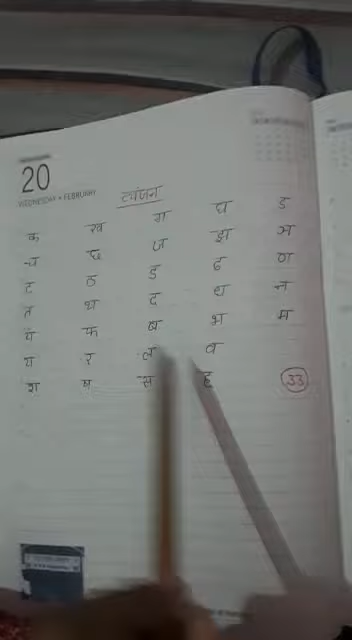 20
WEDNESDAY • FEBRUARY
व्यंजन
क ख ग घ ड
च छ ज झ ञ
ट ठ ड ढ ण
त थ द ध न
पं फ ब भ म
य र ल व
श ष स ह
33